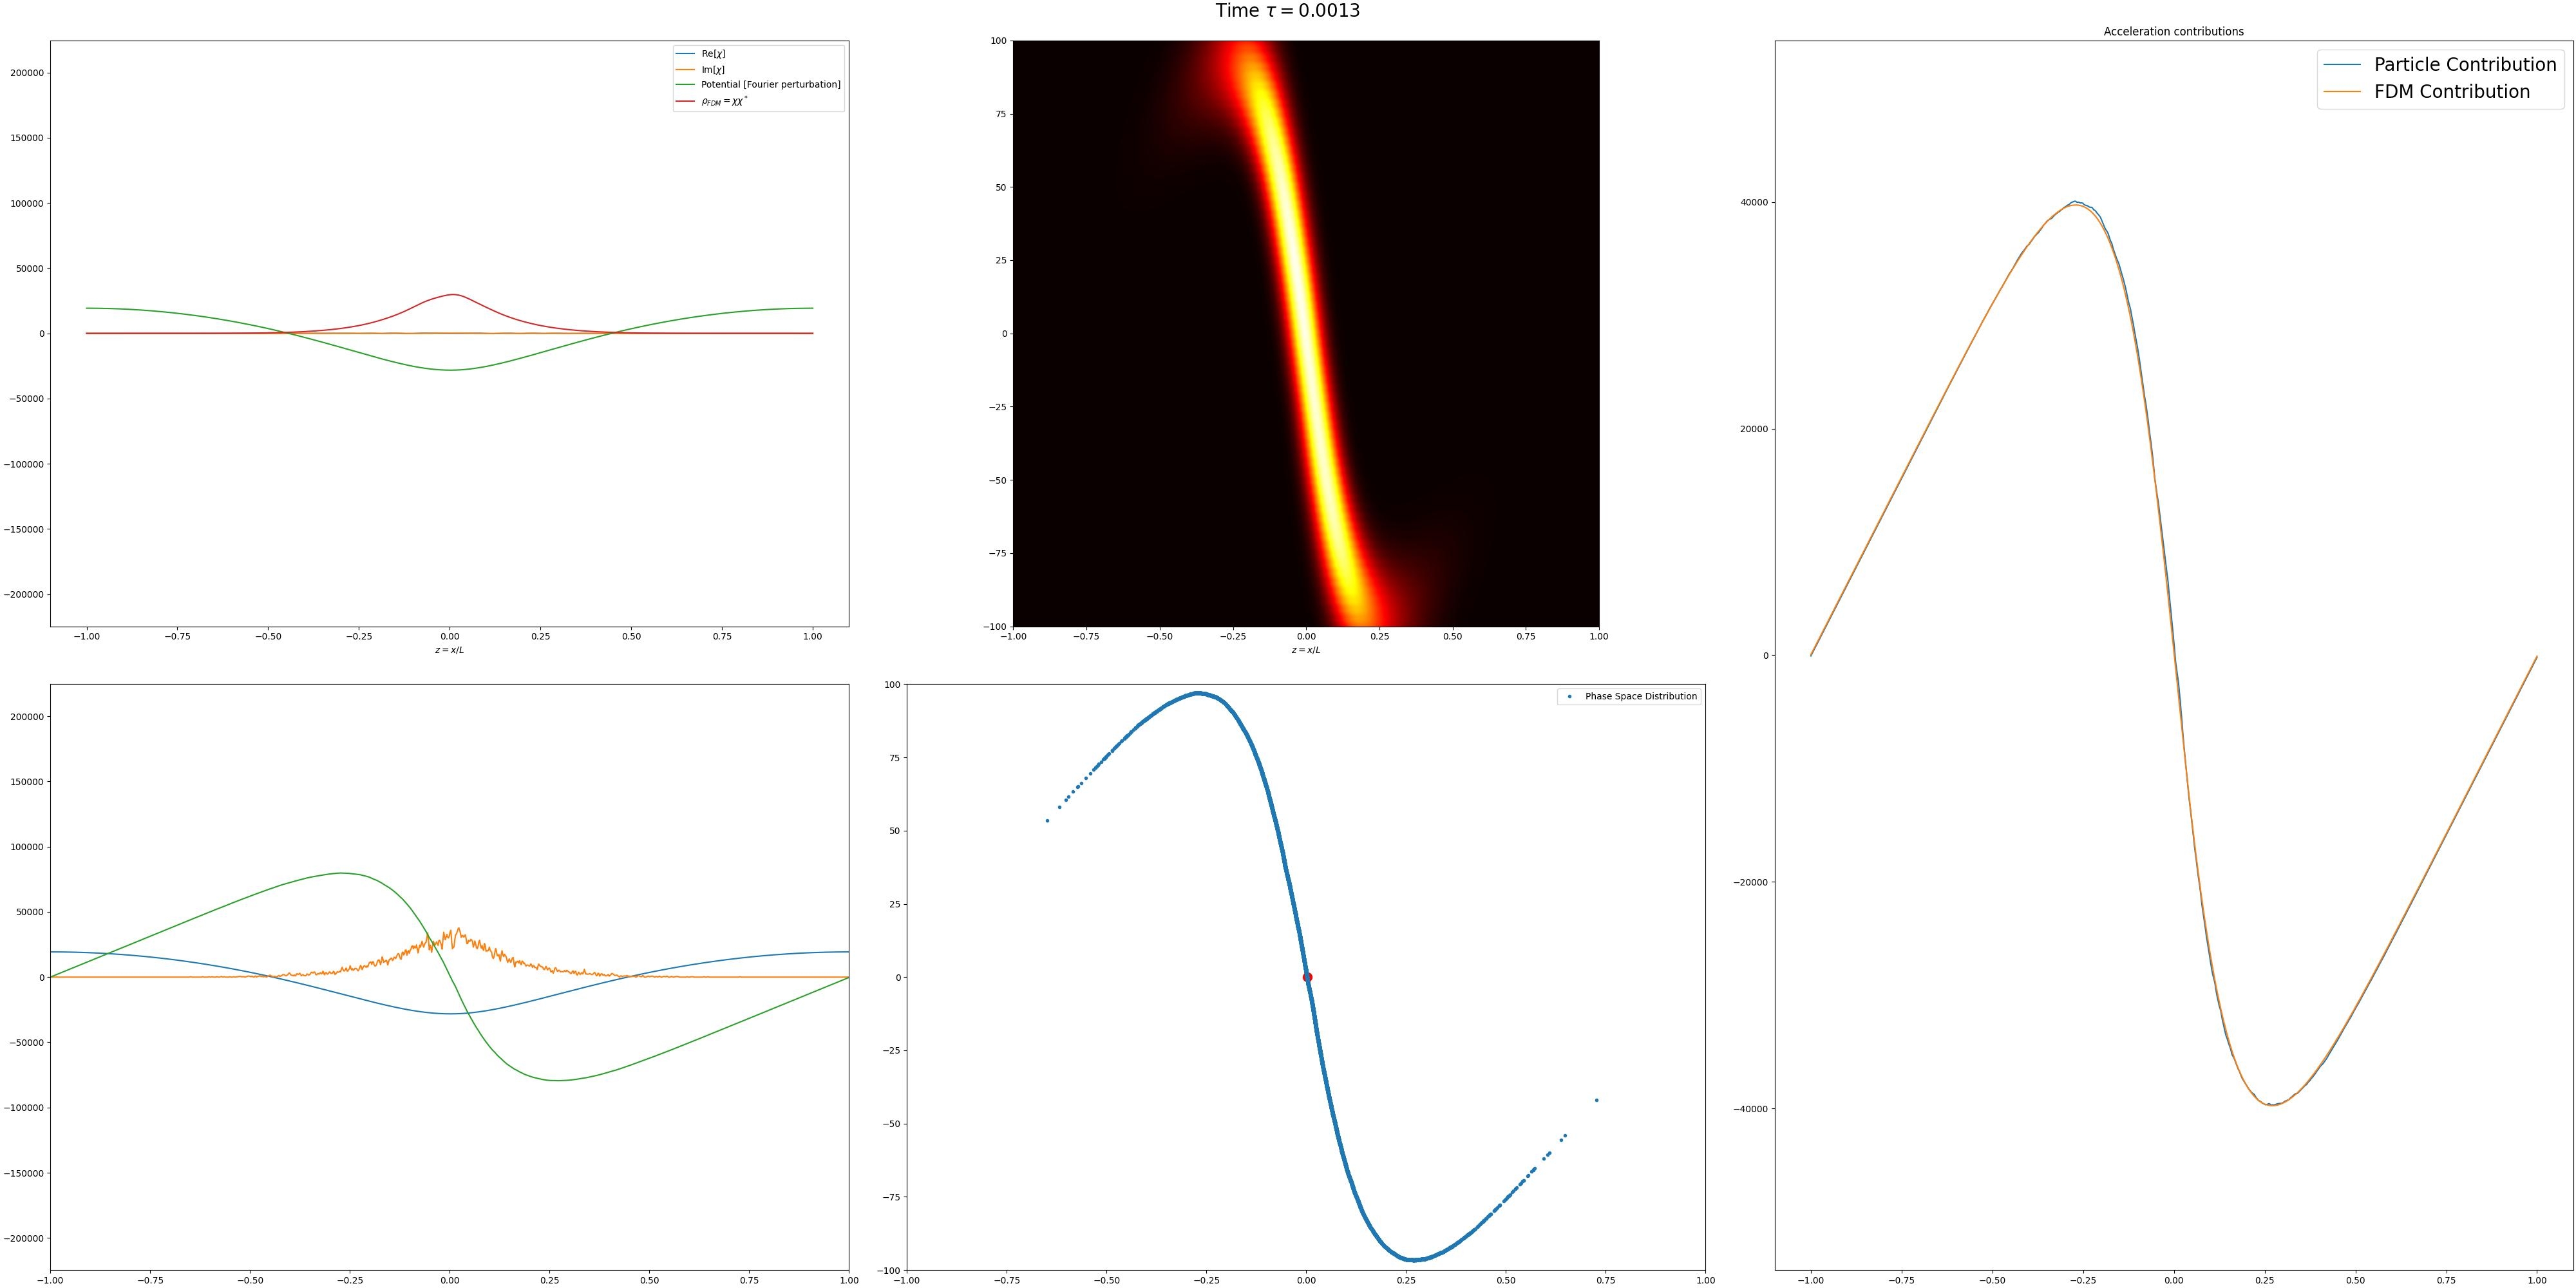 Time τ = 0.0013
Re[χ]
Im[χ]
Potential [Fourier perturbation]
ρ_FDM = χχ*
200000
150000
100000
50000
0
−50000
−100000
−150000
−200000
−1.00 −0.75 −0.50 −0.25 0.00 0.25 0.50 0.75 1.00
z = x/L
100
75
50
25
0
−25
−50
−75
−100
−1.00 −0.75 −0.50 −0.25 0.00 0.25 0.50 0.75 1.00
z = x/L
Acceleration contributions
Particle Contribution
FDM Contribution
40000
20000
0
−20000
−40000
−1.00 −0.75 −0.50 −0.25 0.00 0.25 0.50 0.75 1.00
200000
150000
100000
50000
0
−50000
−100000
−150000
−200000
−1.00 −0.75 −0.50 −0.25 0.00 0.25 0.50 0.75 1.00
Phase Space Distribution
100
75
50
25
0
−25
−50
−75
−100
−1.00 −0.75 −0.50 −0.25 0.00 0.25 0.50 0.75 1.00